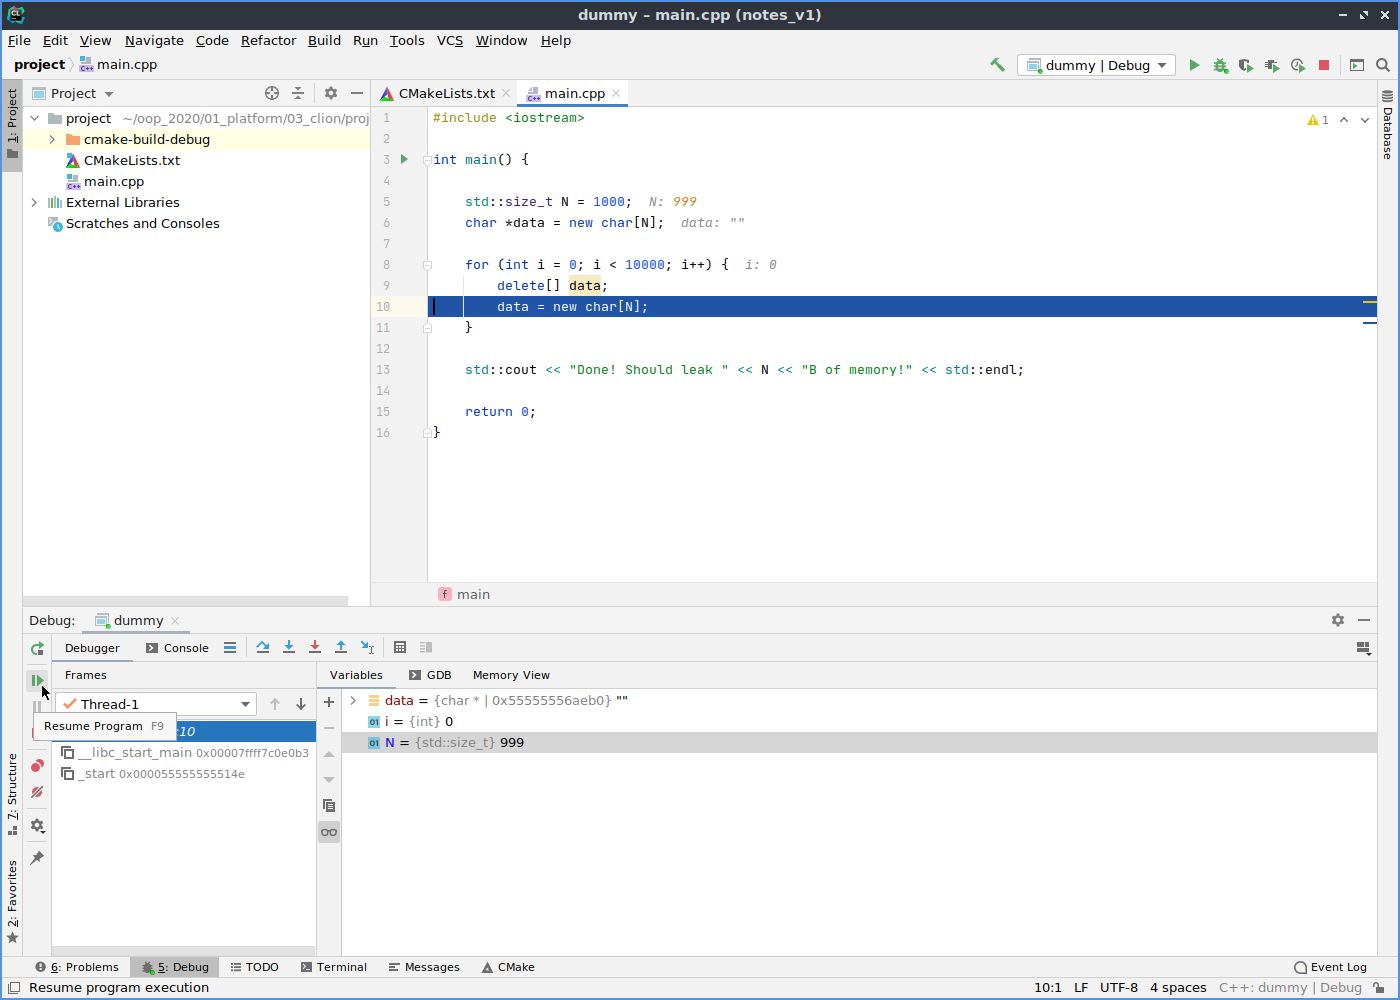 dummy – main.cpp (notes_v1)
File Edit View Navigate Code Refactor Build Run Tools VCS Window Help
project main.cpp dummy | Debug
1: Project
Project
project ~/oop_2020/01_platform/03_clion/proj
cmake-build-debug
CMakeLists.txt
main.cpp
External Libraries
Scratches and Consoles
CMakeLists.txt main.cpp
1 #include <iostream>
2
3 int main() {
4
5 std::size_t N = 1000; N: 999
6 char *data = new char[N]; data: ""
7
8 for (int i = 0; i < 10000; i++) { i: 0
9 delete[] data;
10 data = new char[N];
11 }
12
13 std::cout << "Done! Should leak " << N << "B of memory!" << std::endl;
14
15 return 0;
16 }
1
Database
f main
Debug: dummy
Debugger Console
Frames
Thread-1
Resume Program F9
:10
__libc_start_main 0x00007ffff7c0e0b3
_start 0x000055555555514e
Variables GDB Memory View
data = {char * | 0x55555556aeb0} ""
01 i = {int} 0
01 N = {std::size_t} 999
7: Structure
2: Favorites
6: Problems 5: Debug TODO Terminal Messages CMake Event Log
Resume program execution 10:1 LF UTF-8 4 spaces C++: dummy | Debug